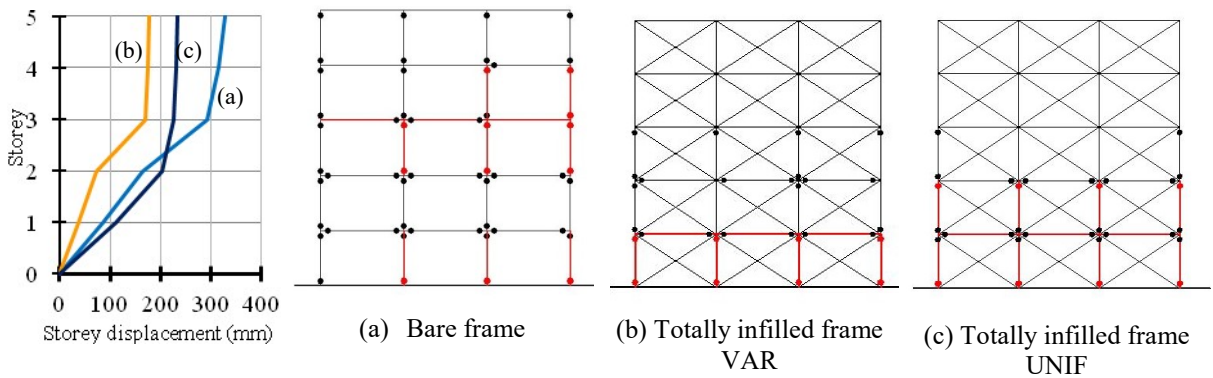 5
4
3
2
1
0
Storey
(b)
(c)
(a)
0 100 200 300 400
Storey displacement (mm)
(a) Bare frame
(b) Totally infilled frame
VAR
(c) Totally infilled frame
UNIF